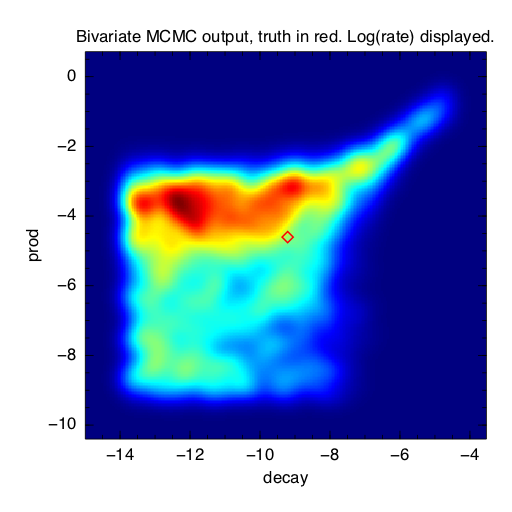 Bivariate MCMC output, truth in red. Log(rate) displayed.
0
−2
−4
−6
−8
−10
prod
−14 −12 −10 −8 −6 −4
decay